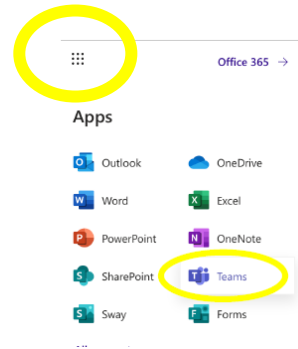 Office 365 →
Apps
Outlook OneDrive
Word Excel
PowerPoint OneNote
SharePoint Teams
Sway Forms